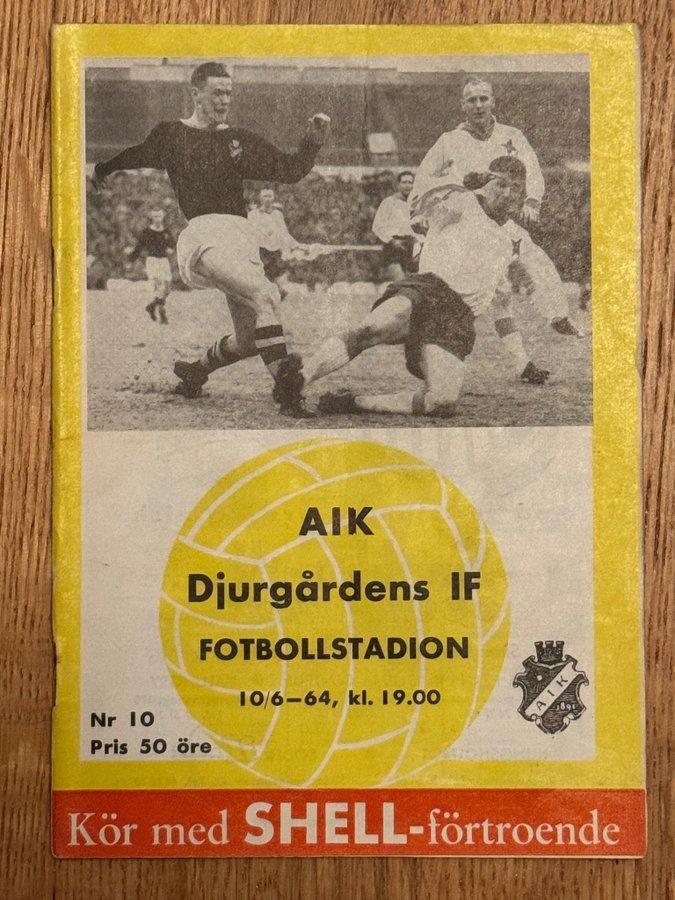 AIK
Djurgårdens IF
FOTBOLLSTADION
10/6–64, kl. 19.00
AIK
1891
Nr 10
Pris 50 öre
Kör med SHELL-förtroende